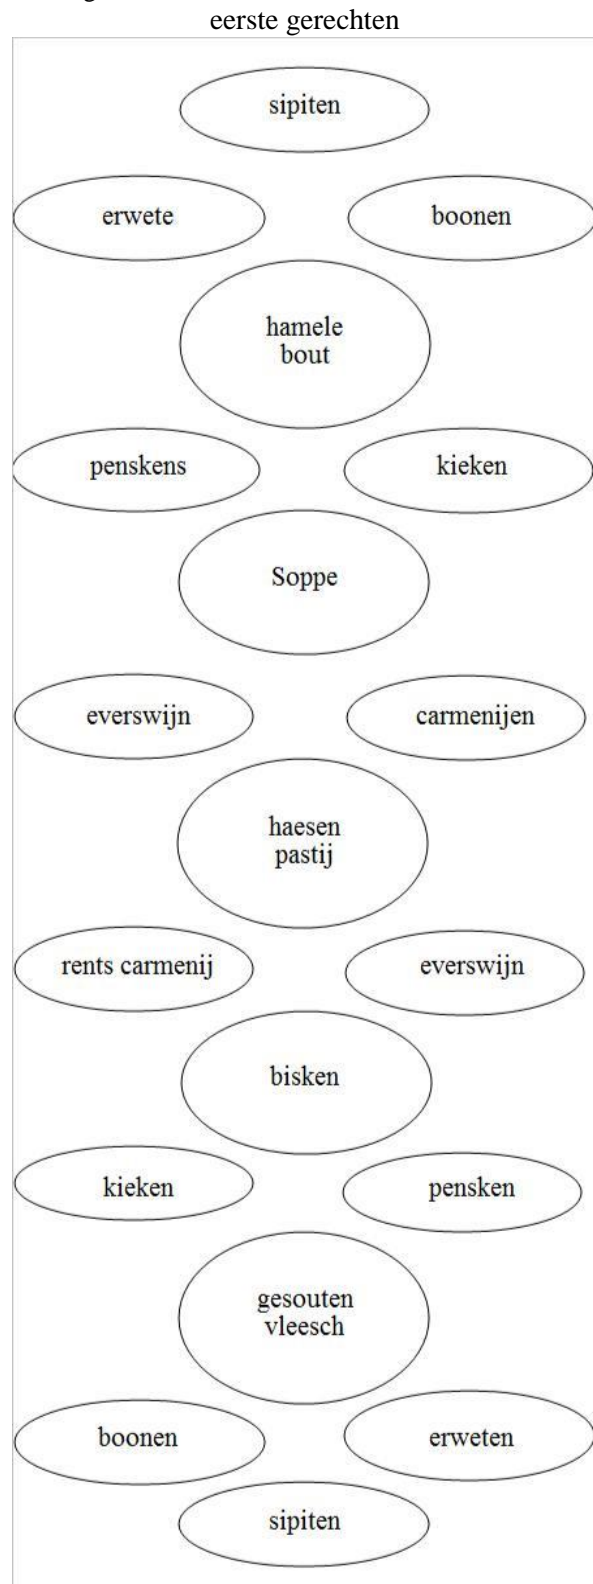 eerste gerechten
sipiten
erwete
boonen
hamele
bout
penskens
kieken
Soppe
everswijn
carmenijen
haesen
pastij
rents carmenij
everswijn
bisken
kieken
pensken
gesouten
vleesch
boonen
erweten
sipiten